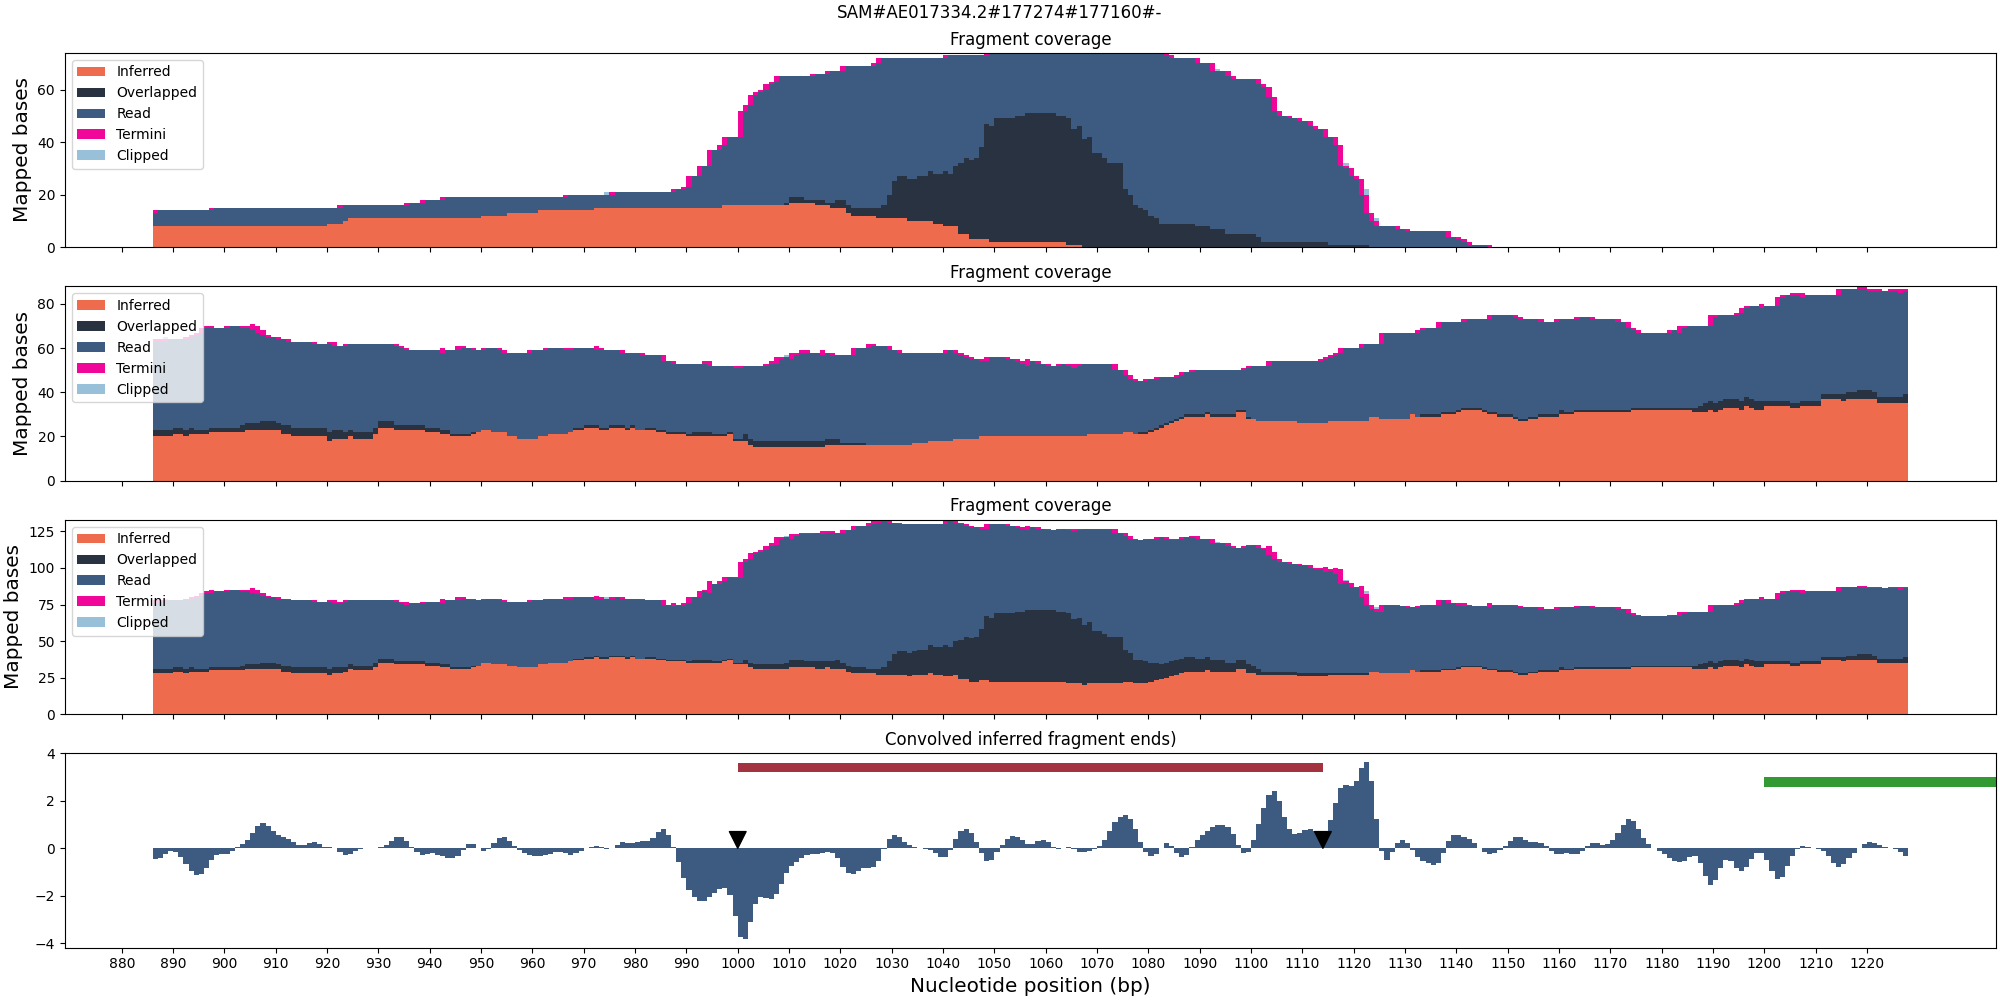 SAM#AE017334.2#177274#177160#-
Fragment coverage
Mapped bases
60
40
20
0
Inferred
Overlapped
Read
Termini
Clipped
Fragment coverage
Mapped bases
80
60
40
20
0
Inferred
Overlapped
Read
Termini
Clipped
Fragment coverage
Mapped bases
125
100
75
50
25
0
Inferred
Overlapped
Read
Termini
Clipped
Convolved inferred fragment ends)
4
2
0
−2
−4
880 890 900 910 920 930 940 950 960 970 980 990 1000 1010 1020 1030 1040 1050 1060 1070 1080 1090 1100 1110 1120 1130 1140 1150 1160 1170 1180 1190 1200 1210 1220
Nucleotide position (bp)